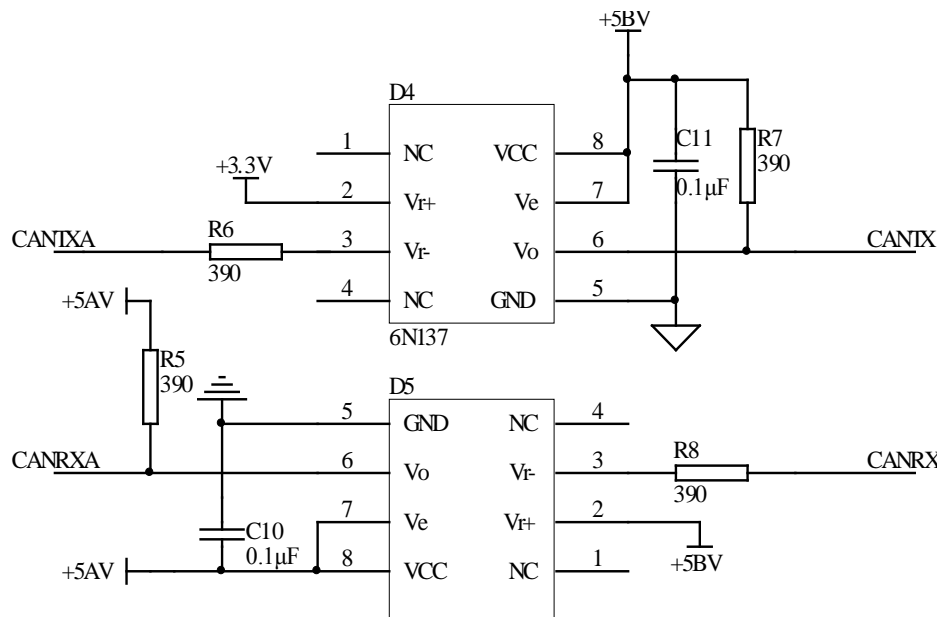 +5BV
D4
1
NC
VCC
8
C11
R7
390
+3.3V
2
Vr+
Ve
7
0.1μF
CANTXA
R6
3
Vr-
Vo
6
CANTX
390
+5AV
4
NC
GND
5
6N137
R5
390
D5
5
GND
NC
4
CANRXA
6
Vo
Vr-
3
R8
CANRX
390
7
Ve
Vr+
2
C10
0.1μF
+5AV
8
VCC
NC
1
+5BV